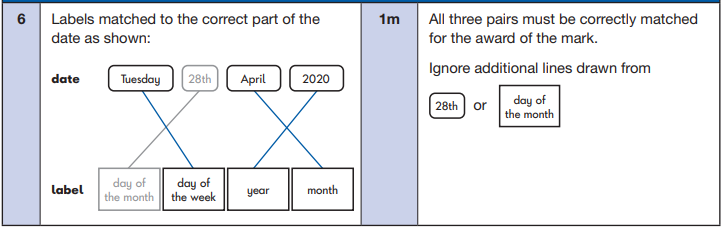 6
Labels matched to the correct part of the
date as shown:
date
Tuesday
28th
April
2020
label
day of
the month
day of
the week
year
month
1m
All three pairs must be correctly matched
for the award of the mark.
Ignore additional lines drawn from
28th or day of
the month